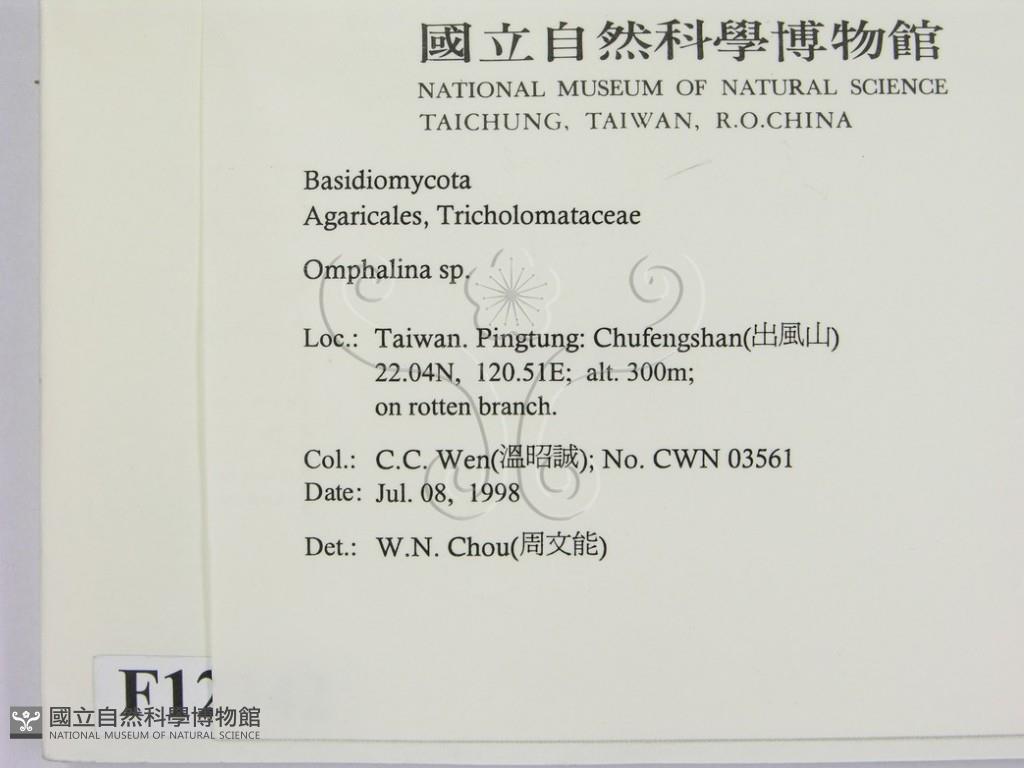 國立自然科學博物館
NATIONAL MUSEUM OF NATURAL SCIENCE
TAICHUNG, TAIWAN, R.O.CHINA
Basidiomycota
Agaricales, Tricholomataceae
Omphalina sp.
Loc.: Taiwan. Pingtung: Chufengshan(出風山)
22.04N, 120.51E; alt. 300m;
on rotten branch.
Col.: C.C. Wen(溫昭誠); No. CWN 03561
Date: Jul. 08, 1998
Det.: W.N. Chou(周文能)
F12
國立自然科學博物館
NATIONAL MUSEUM OF NATURAL SCIENCE